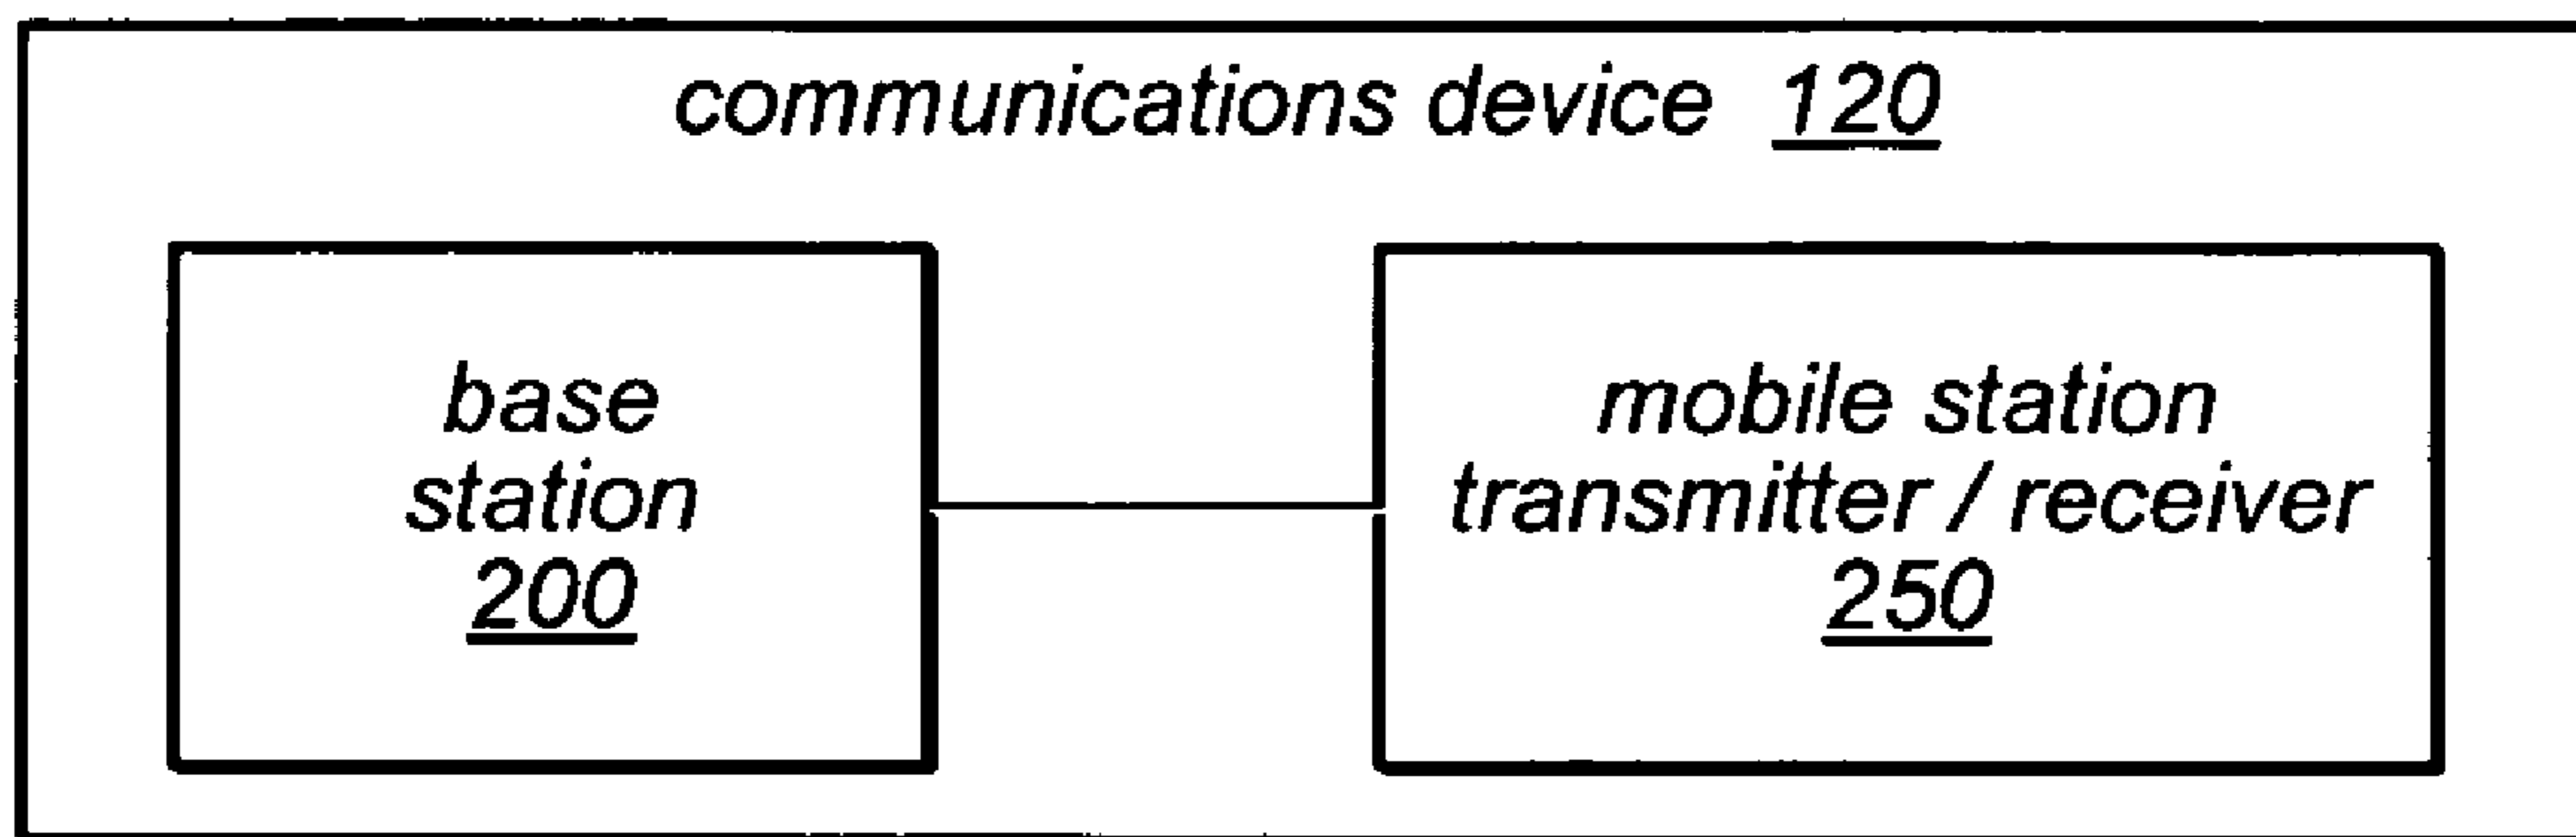 communications device 120
base
station
200
mobile station
transmitter / receiver
250